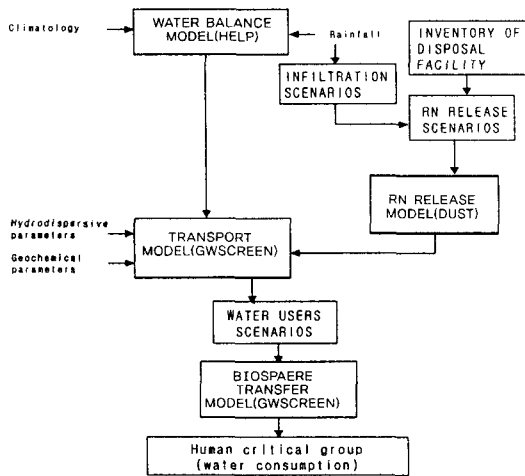 Climatology
WATER BALANCE
MODEL(HELP)
Rainfall
INVENTORY OF
DISPOSAL
FACILITY
INFILTRATION
SCENARIOS
RN RELEASE
SCENARIOS
RN RELEASE
MODEL(DUST)
Hydrodispersive
parameters
Geochemical
parameters
TRANSPORT
MODEL(GWSCREEN)
WATER USERS
SCENARIOS
BIOSPAERE
TRANSFER
MODEL(GWSCREEN)
Human critical group
(water consumption)